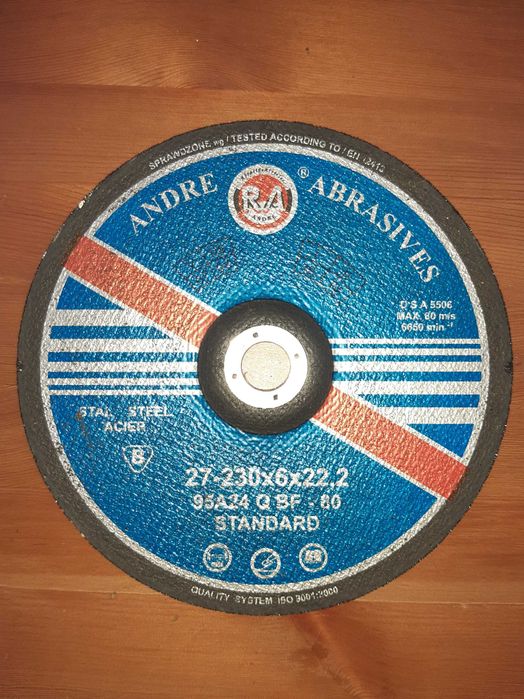 SPRAWDZONE wg / TESTED ACCORDING TO / EN 12413
ANDRE ® ABRASIVES
RA
ANDRE
O S A 5506
MAX. 80 m/s
6650 min⁻¹
STAL STEEL
ACIER
B
27-230x6x22.2
95A24 Q BF - 80
STANDARD
QUALITY SYSTEM ISO 9001:2000